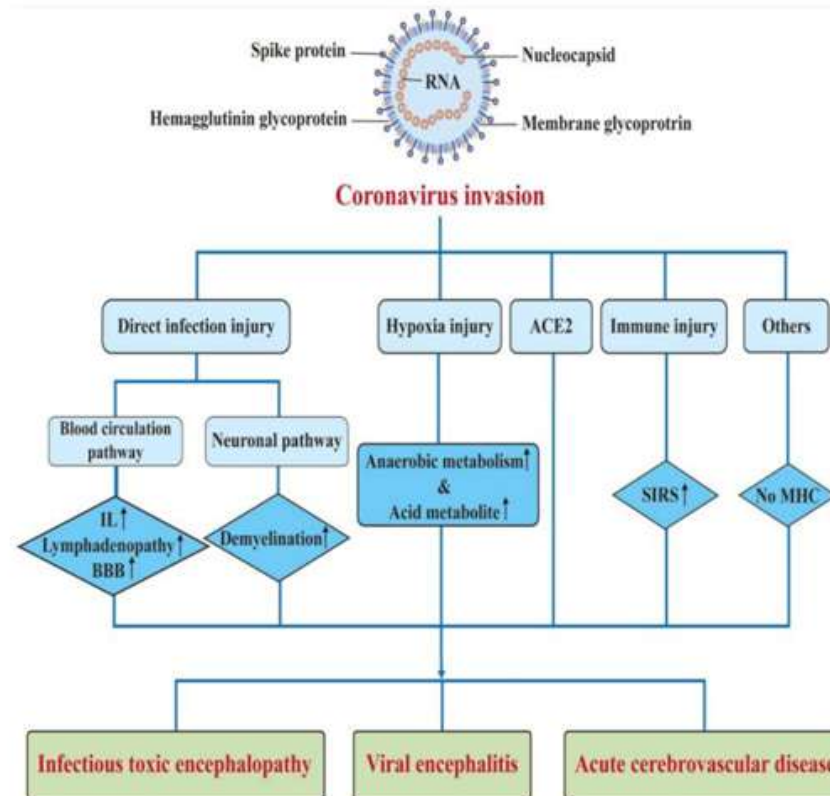 Spike protein
Nucleocapsid
RNA
Hemagglutinin glycoprotein
Membrane glycoprotrin
Coronavirus invasion
Direct infection injury
Hypoxia injury
ACE2
Immune injury
Others
Blood circulation
pathway
Neuronal pathway
Anaerobic metabolism↑
&
Acid metabolite↑
IL↑
Lymphadenopathy↑
BBB↑
Demyelination↑
SIRS↑
No MHC
Infectious toxic encephalopathy
Viral encephalitis
Acute cerebrovascular disease